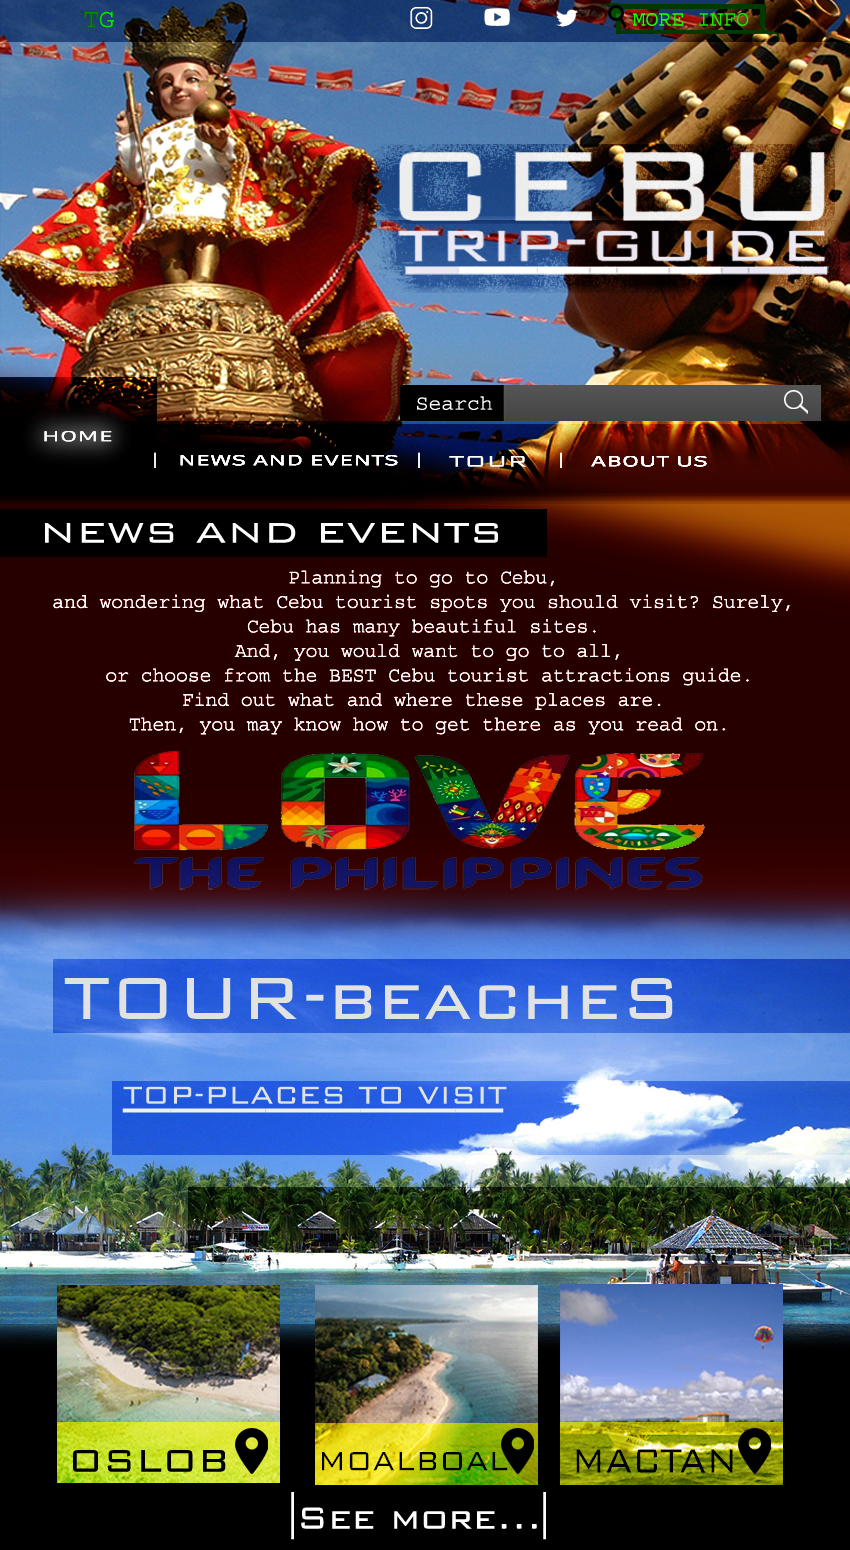 TG
MORE INFO
CEBU
TRIP-GUIDE
Search
HOME
| NEWS AND EVENTS | TOUR | ABOUT US
NEWS AND EVENTS
Planning to go to Cebu,
and wondering what Cebu tourist spots you should visit? Surely,
Cebu has many beautiful sites.
And, you would want to go to all,
or choose from the BEST Cebu tourist attractions guide.
Find out what and where these places are.
Then, you may know how to get there as you read on.
LOVE
THE PHILIPPINES
TOUR-BEACHES
TOP-PLACES TO VISIT
OSLOB
MOALBOAL
MACTAN
|SEE MORE...|